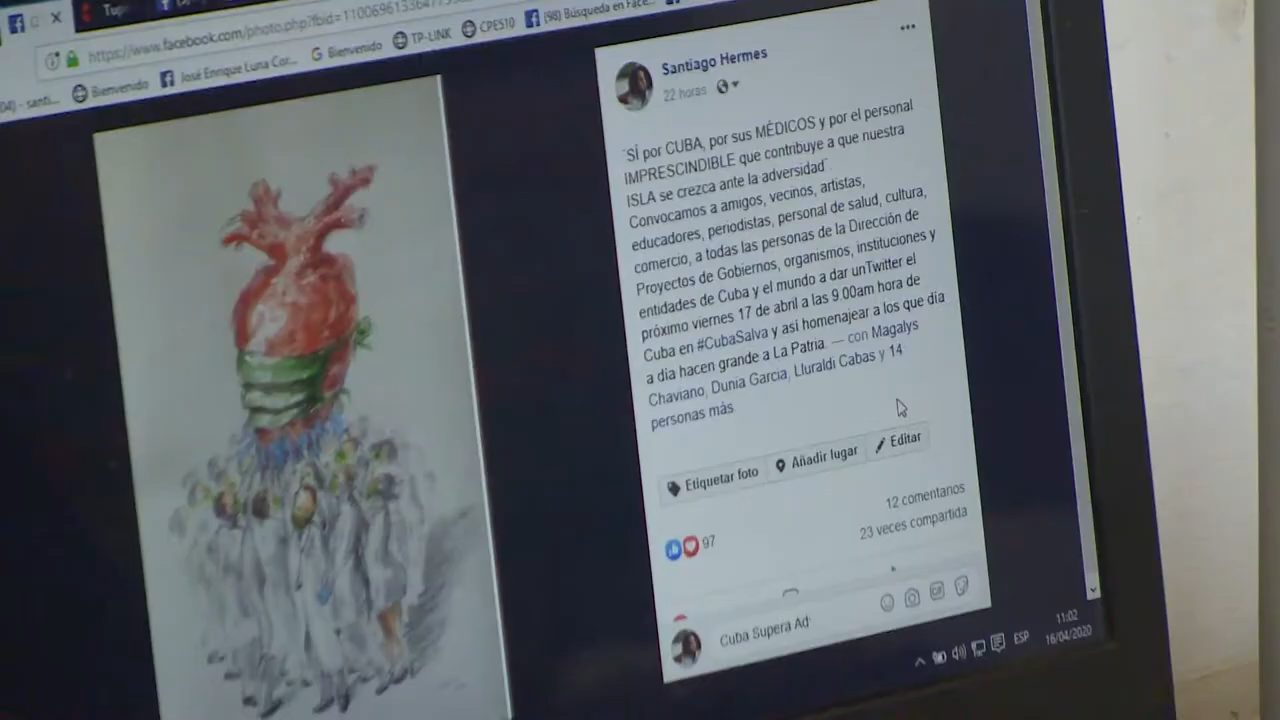 Tup
https://www.facebook.com/photo.php?fbid=
04) - santi...
Bienvenido
José Enrique Luna Cor...
Bienvenido
TP-LINK
CPE510
(98) Búsqueda en Face...
Santiago Hermes
22 horas
¨SÍ por CUBA, por sus MÉDICOS y por el personal
IMPRESCINDIBLE que contribuye a que nuestra
ISLA se crezca ante la adversidad¨.
Convocamos a amigos, vecinos, artistas,
educadores, periodistas, personal de salud, cultura,
comercio, a todas las personas de la Dirección de
Proyectos de Gobiernos, organismos, instituciones y
entidades de Cuba y el mundo a dar unTwitter el
próximo viernes 17 de abril a las 9.00am hora de
Cuba en #CubaSalva y así homenajear a los que día
a día hacen grande a La Patria. — con Magalys
Chaviano, Dunia Garcia, Lluraldi Cabas y 14
personas más
Etiquetar foto
Añadir lugar
Editar
12 comentarios
23 veces compartida
97
Cuba Supera Ad
ESP
11:02
16/04/2020